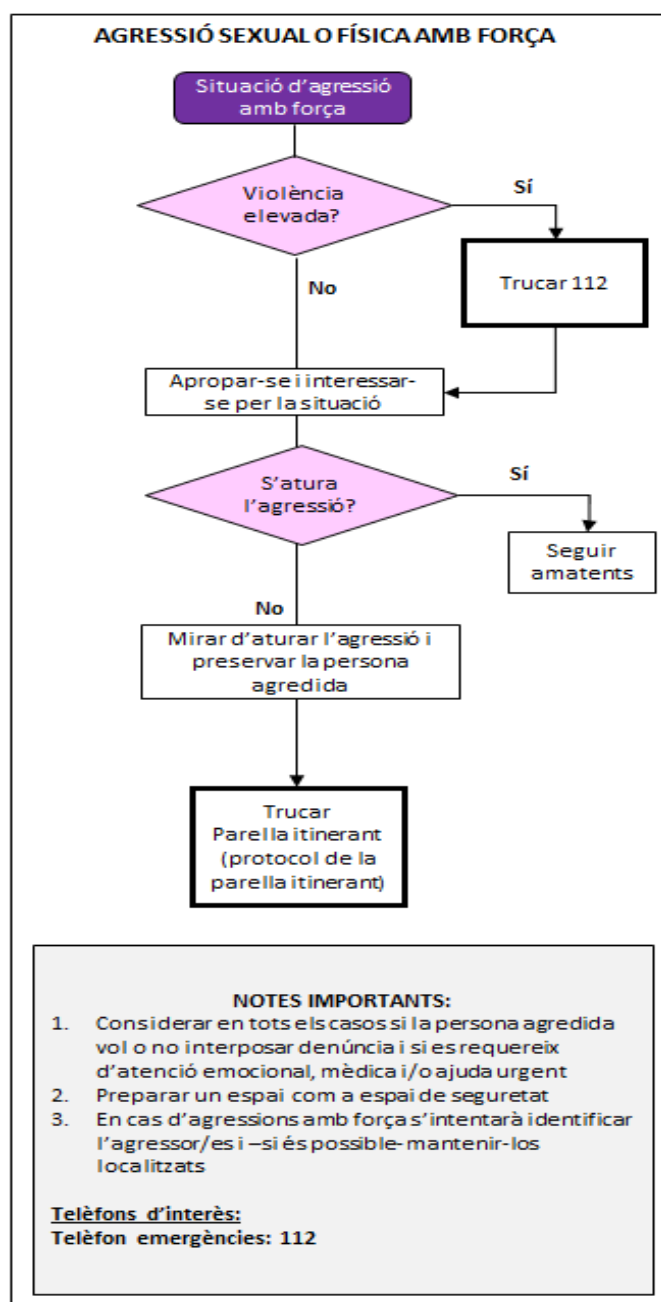 AGRESSIÓ SEXUAL O FÍSICA AMB FORÇA
Situació d'agressió
amb força
Violència
elevada?
Sí
Trucar 112
No
Apropar-se i interessar-
se per la situació
S'atura
l'agressió?
Sí
Seguir
amatents
No
Mirar d'aturar l'agressió i
preservar la persona
agredida
Trucar
Parella itinerant
(protocol de la
parella itinerant)
NOTES IMPORTANTS:
1. Considerar en tots els casos si la persona agredida
vol o no interposar denúncia i si es requereix
d'atenció emocional, mèdica i/o ajuda urgent
2. Preparar un espai com a espai de seguretat
3. En cas d'agressions amb força s'intentarà identificar
l'agressor/es i –si és possible- mantenir-los
localitzats
Telèfons d'interès:
Telèfon emergències: 112